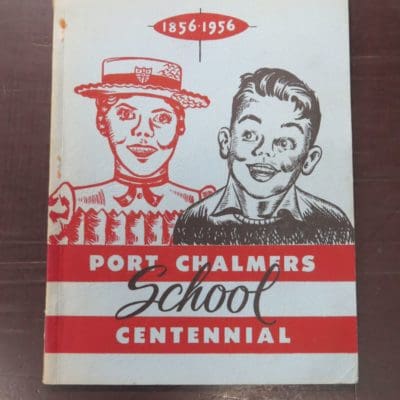 1856·1956
PORT CHALMERS
School
CENTENNIAL